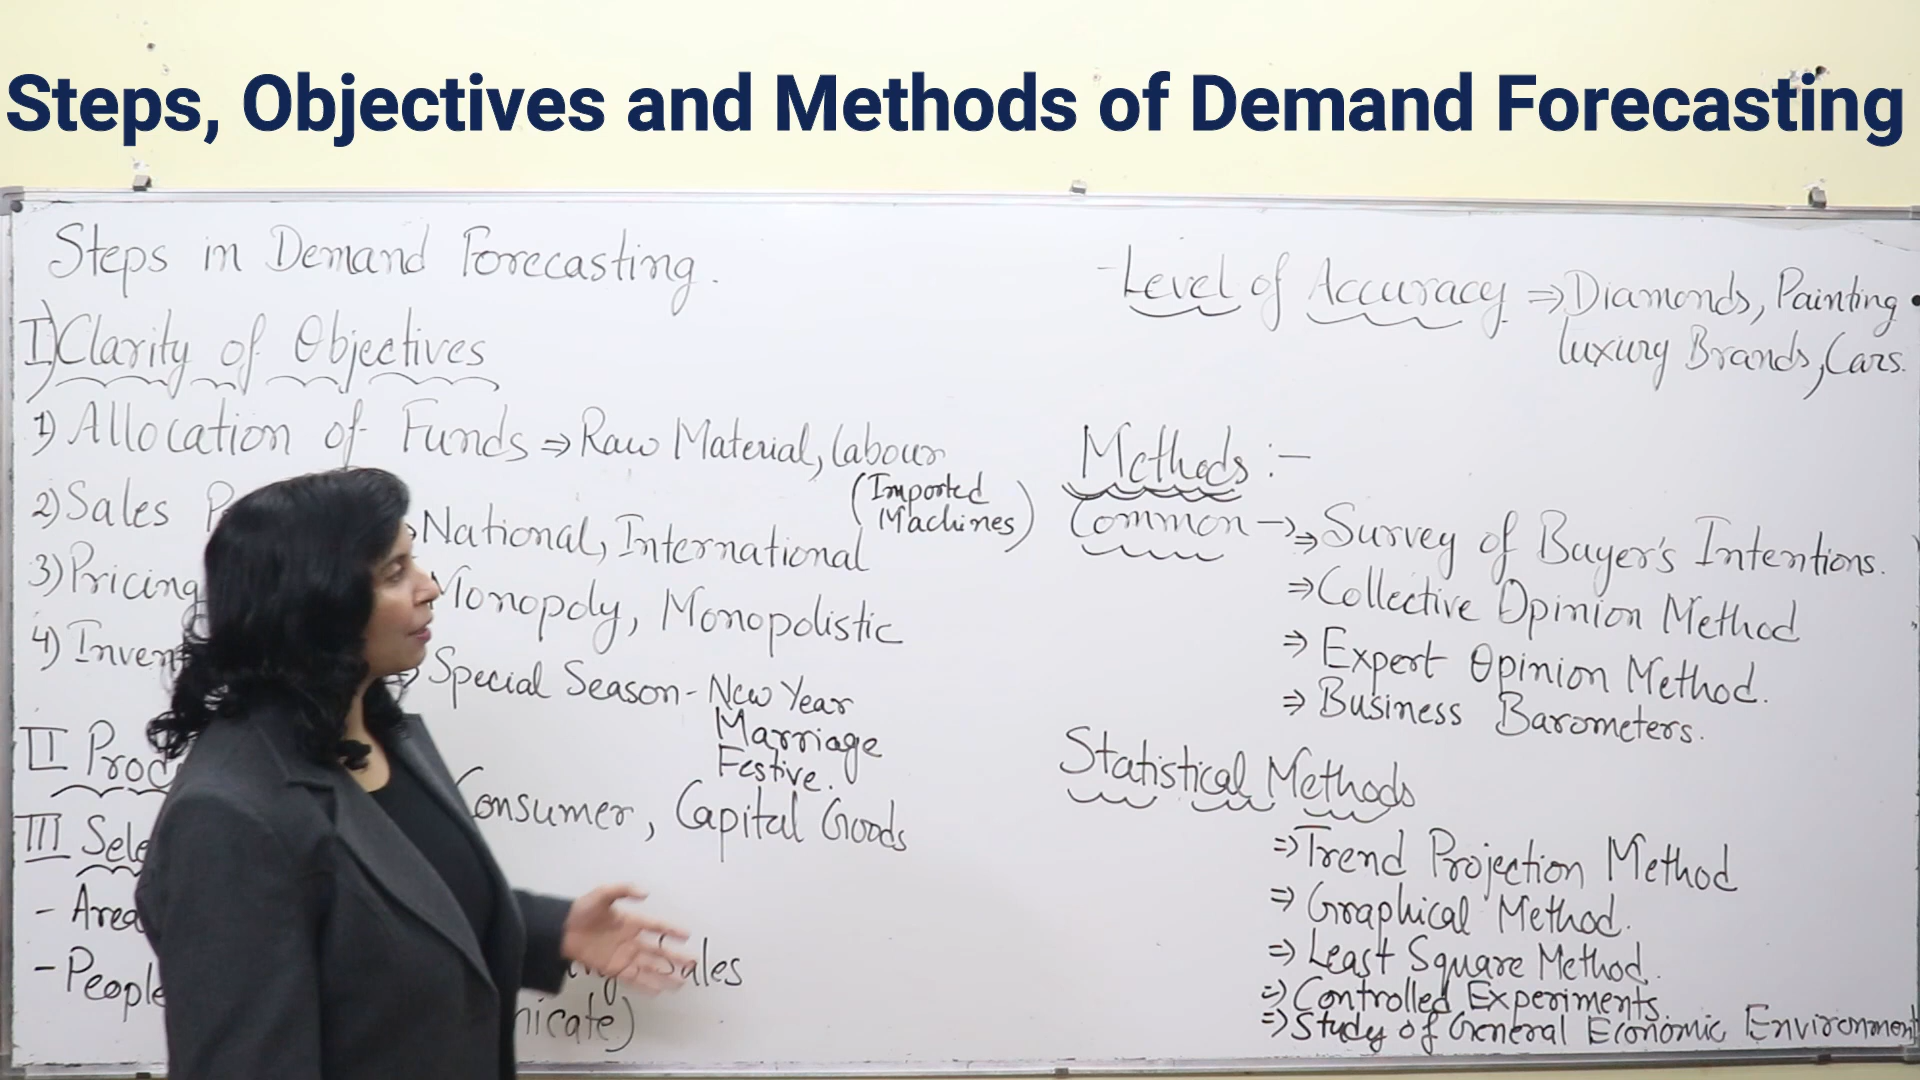 Steps, Objectives and Methods of Demand Forecasting
Steps in Demand Forecasting.
I) Clarity of Objectives
1) Allocation of Funds ⇒ Raw Material, Labour
(Imported
Machines)
2) Sales
National, International
3) Pricing
Monopoly, Monopolistic
4) Invent
Special Season - New Year
Marriage
Festive.
II Prod
Consumer, Capital Goods
III Sele
- Area
- People
Sales
nicate)
- Level of Accuracy ⇒ Diamonds, Painting
Luxury Brands, Cars.
Methods :-
Common → ⇒ Survey of Buyer's Intentions.
⇒ Collective Opinion Method
⇒ Expert Opinion Method.
⇒ Business Barometers.
Statistical Methods
⇒ Trend Projection Method
⇒ Graphical Method.
⇒ Least Square Method.
⇒ Controlled Experiments.
⇒ Study of General Economic Environment